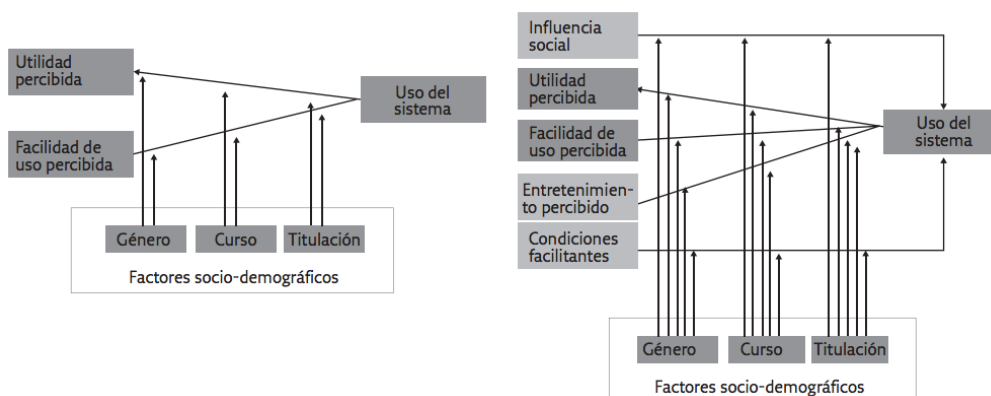 Utilidad
percibida
Facilidad de
uso percibida
Uso del
sistema
Género
Curso
Titulación
Factores socio-demográficos
Influencia
social
Utilidad
percibida
Facilidad de
uso percibida
Entretenimien-
to percibido
Condiciones
facilitantes
Uso del
sistema
Género
Curso
Titulación
Factores socio-demográficos